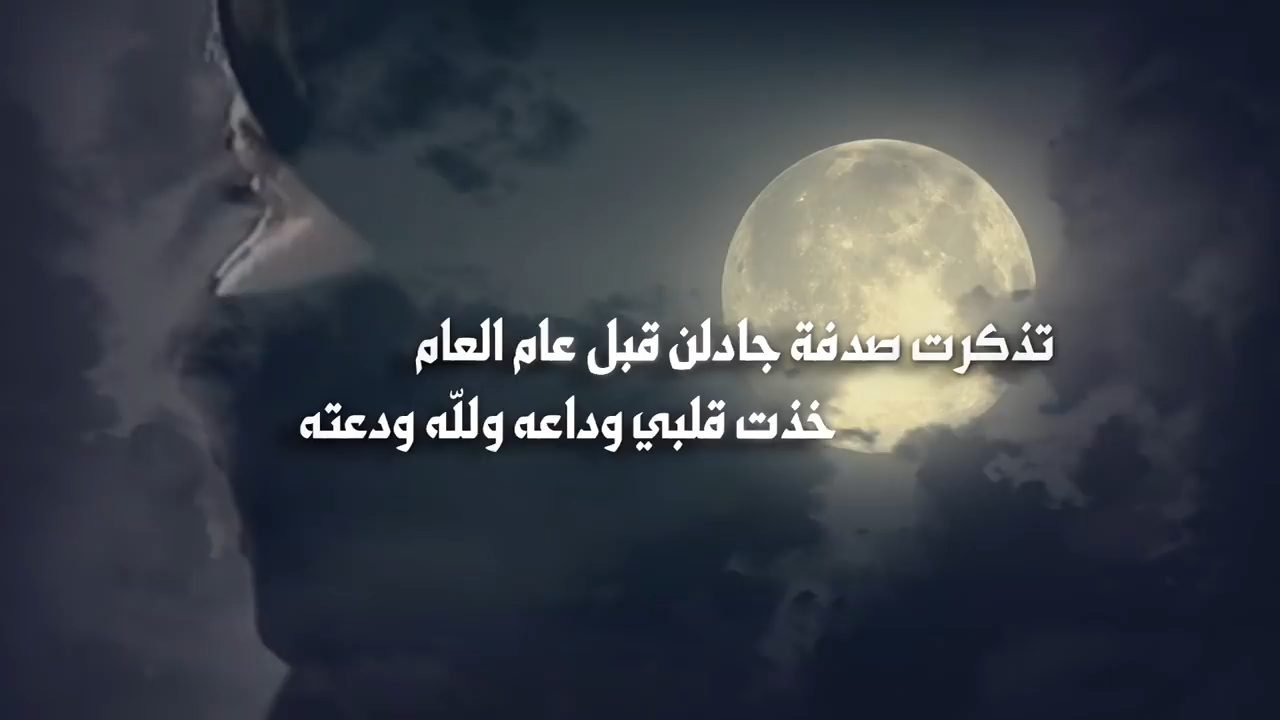 تذكرت صدفة جادلن قبل عام العام
خذت قلبي وداعه ولله ودعته